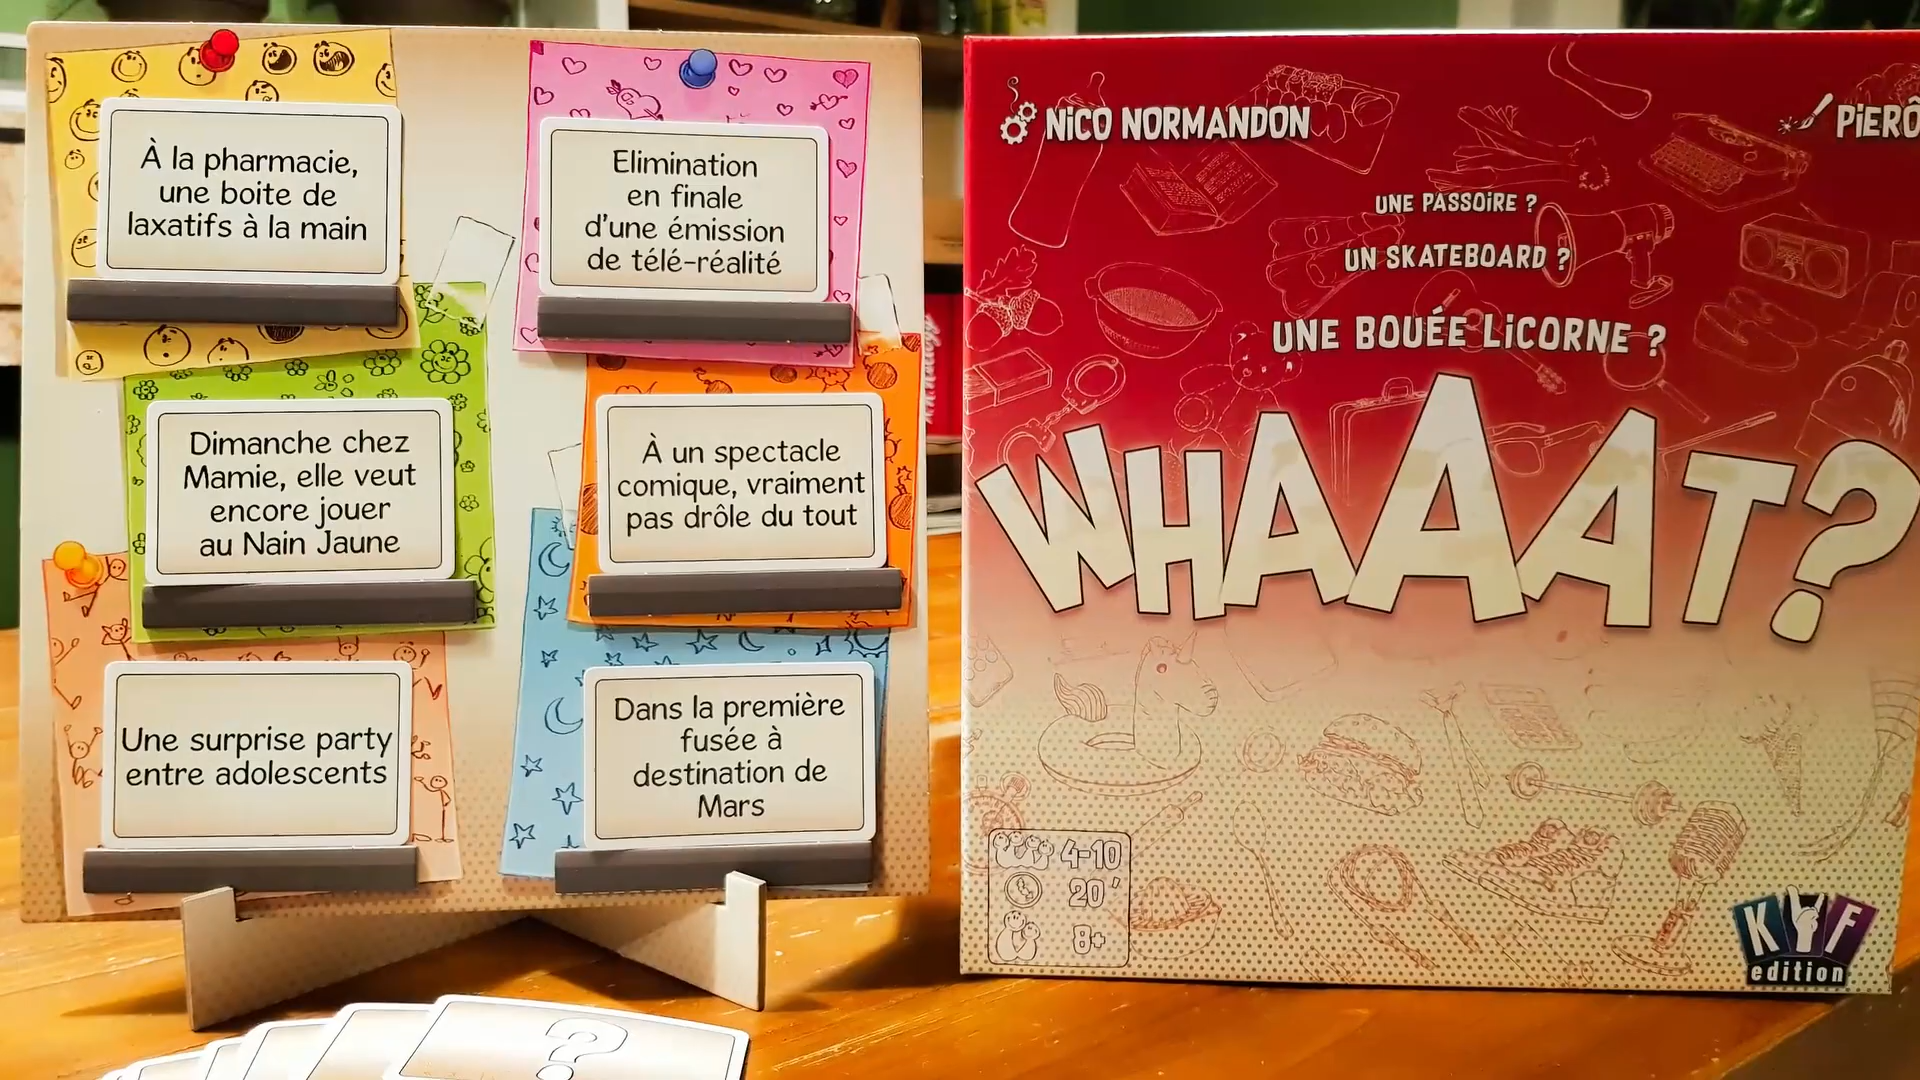 À la pharmacie,
une boite de
laxatifs à la main
Elimination
en finale
d'une émission
de télé-réalité
Dimanche chez
Mamie, elle veut
encore jouer
au Nain Jaune
À un spectacle
comique, vraiment
pas drôle du tout
Une surprise party
entre adolescents
Dans la première
fusée à
destination de
Mars
?
NiCO NORMANDON
PiERÔ
UNE PASSOiRE ?
UN SKATEBOARD ?
UNE BOUÉE LiCORNE ?
WHAAAT?
4-10
20'
8+
KYF
edition